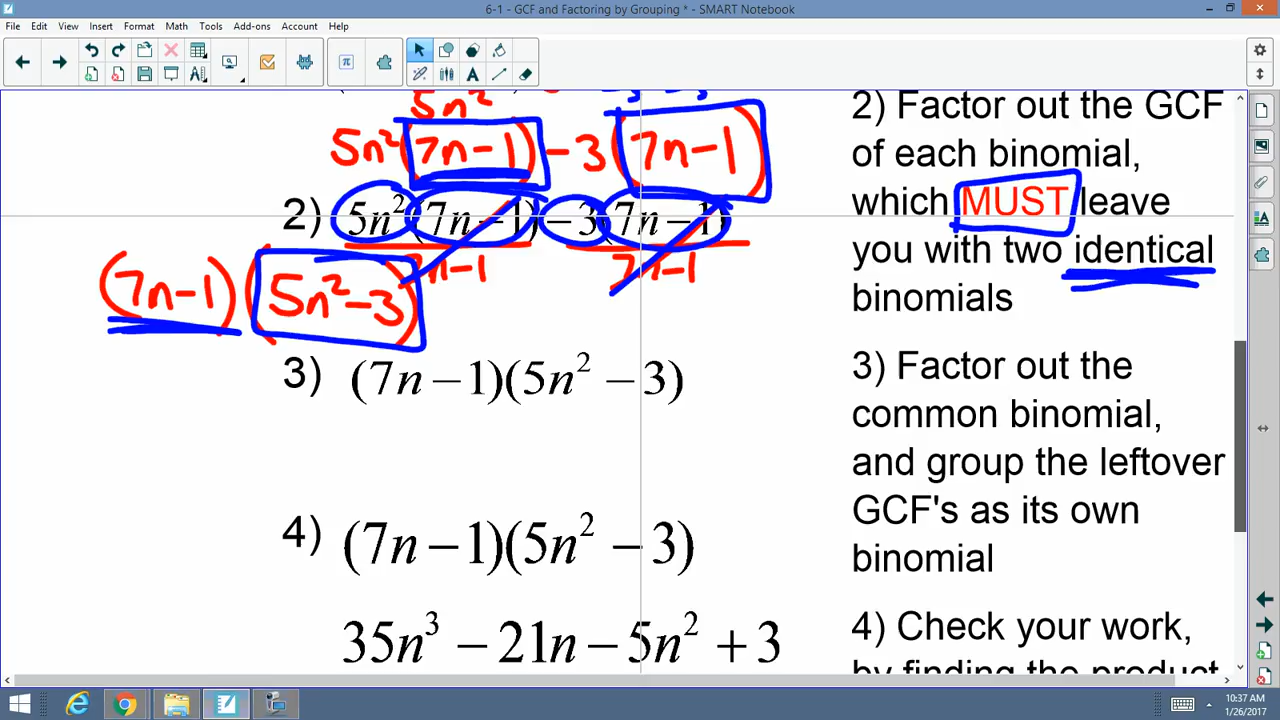 6-1 - GCF and Factoring by Grouping * - SMART Notebook
File Edit View Insert Format Math Tools Add-ons Account Help
5n²
5n²(7n-1) -3(7n-1)
2) 5n²(7n-1) -3(7n-1)
7n-1 7n-1
(7n-1)(5n²-3)
3) (7n-1)(5n²-3)
4) (7n-1)(5n²-3)
35n³ - 21n - 5n² + 3
2) Factor out the GCF
of each binomial,
which MUST leave
you with two identical
binomials
3) Factor out the
common binomial,
and group the leftover
GCF's as its own
binomial
4) Check your work,
by finding the product
10:37 AM
1/26/2017